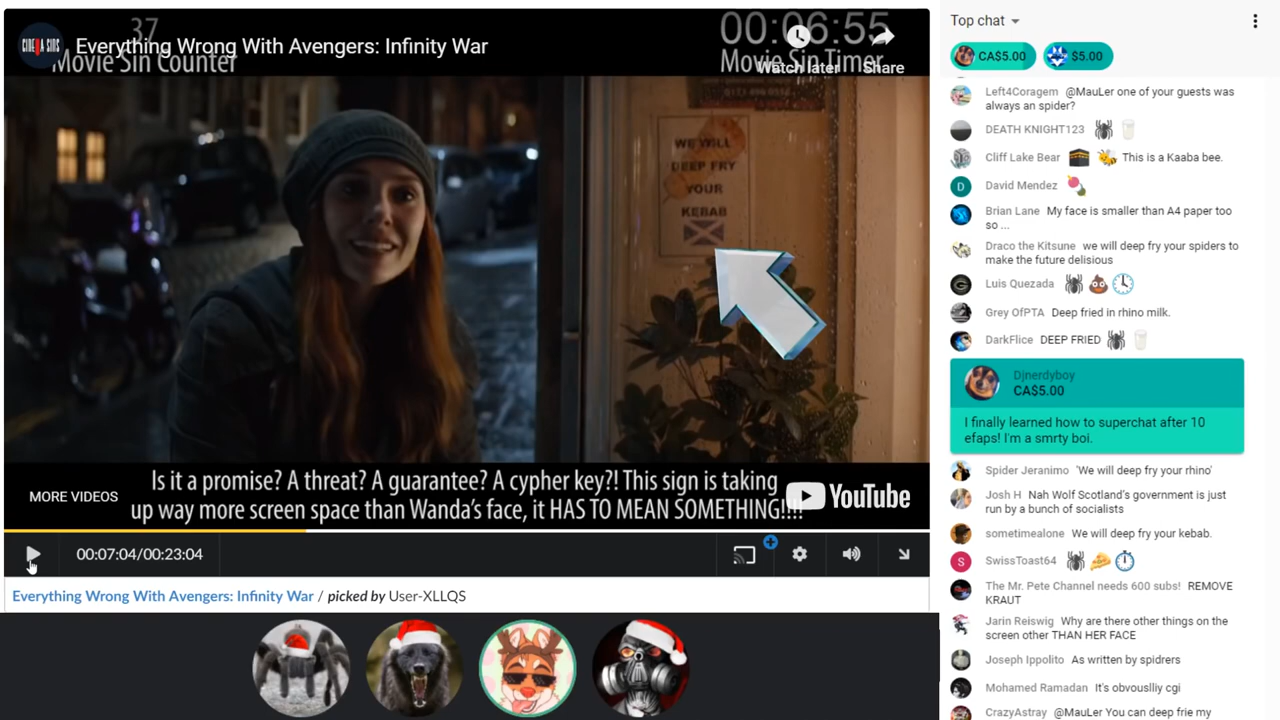 37
Movie Sin Counter
CINEMA SINS
Everything Wrong With Avengers: Infinity War
00:06:55
Movie Sin Timer
Watch later
Share
WE WILL
DEEP FRY
YOUR
KEBAB
Is it a promise? A threat? A guarantee? A cypher key?! This sign is taking
up way more screen space than Wanda's face, it HAS TO MEAN SOMETHING!!!!
MORE VIDEOS
YouTube
00:07:04/00:23:04
Everything Wrong With Avengers: Infinity War / picked by User-XLLQS
Top chat
CA$5.00
$5.00
Left4Coragem @MauLer one of your guests was
always an spider?
DEATH KNIGHT123
Cliff Lake Bear This is a Kaaba bee.
D David Mendez
Brian Lane My face is smaller than A4 paper too
so ...
Draco the Kitsune we will deep fry your spiders to
make the future delisious
Luis Quezada
Grey OfPTA Deep fried in rhino milk.
DarkFlice DEEP FRIED
Djnerdyboy
CA$5.00
I finally learned how to superchat after 10
efaps! I'm a smrty boi.
Spider Jeranimo 'We will deep fry your rhino'
Josh H Nah Wolf Scotland's government is just
run by a bunch of socialists
sometimealone We will deep fry your kebab.
S SwissToast64
The Mr. Pete Channel needs 600 subs! REMOVE
KRAUT
Jarin Reiswig Why are there other things on the
screen other THAN HER FACE
Joseph Ippolito As written by spidrers
Mohamed Ramadan It's obvouslliy cgi
CrazyAstray @MauLer You can deep frie my